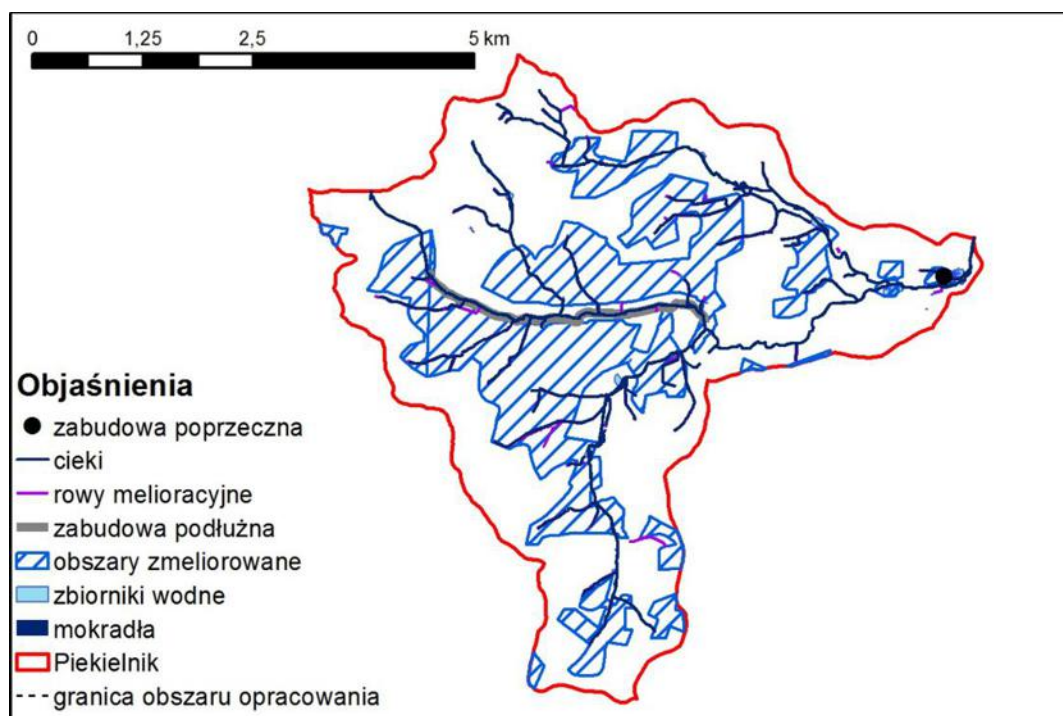 0 1,25 2,5 5 km
Objaśnienia
zabudowa poprzeczna
cieki
rowy melioracyjne
zabudowa podłużna
obszary zmeliorowane
zbiorniki wodne
mokradła
Piekielnik
granica obszaru opracowania